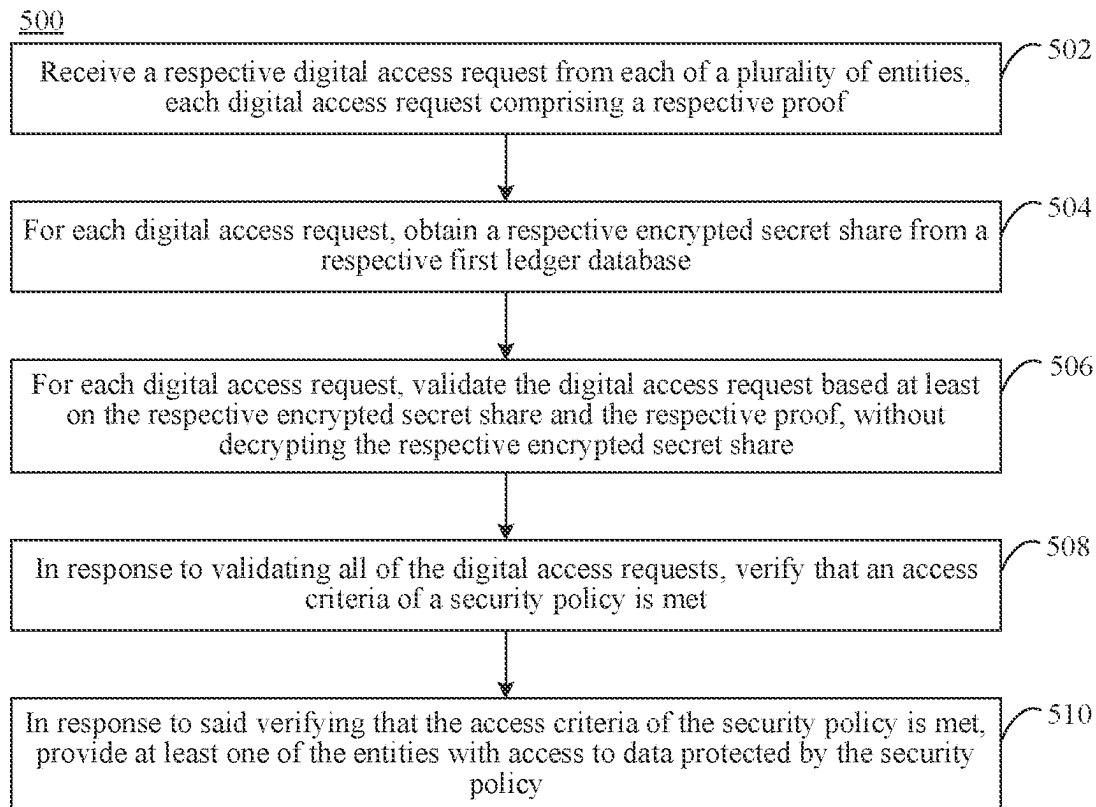 500
502
Receive a respective digital access request from each of a plurality of entities,
each digital access request comprising a respective proof
504
For each digital access request, obtain a respective encrypted secret share from a
respective first ledger database
506
For each digital access request, validate the digital access request based at least
on the respective encrypted secret share and the respective proof, without
decrypting the respective encrypted secret share
508
In response to validating all of the digital access requests, verify that an access
criteria of a security policy is met
510
In response to said verifying that the access criteria of the security policy is met,
provide at least one of the entities with access to data protected by the security
policy